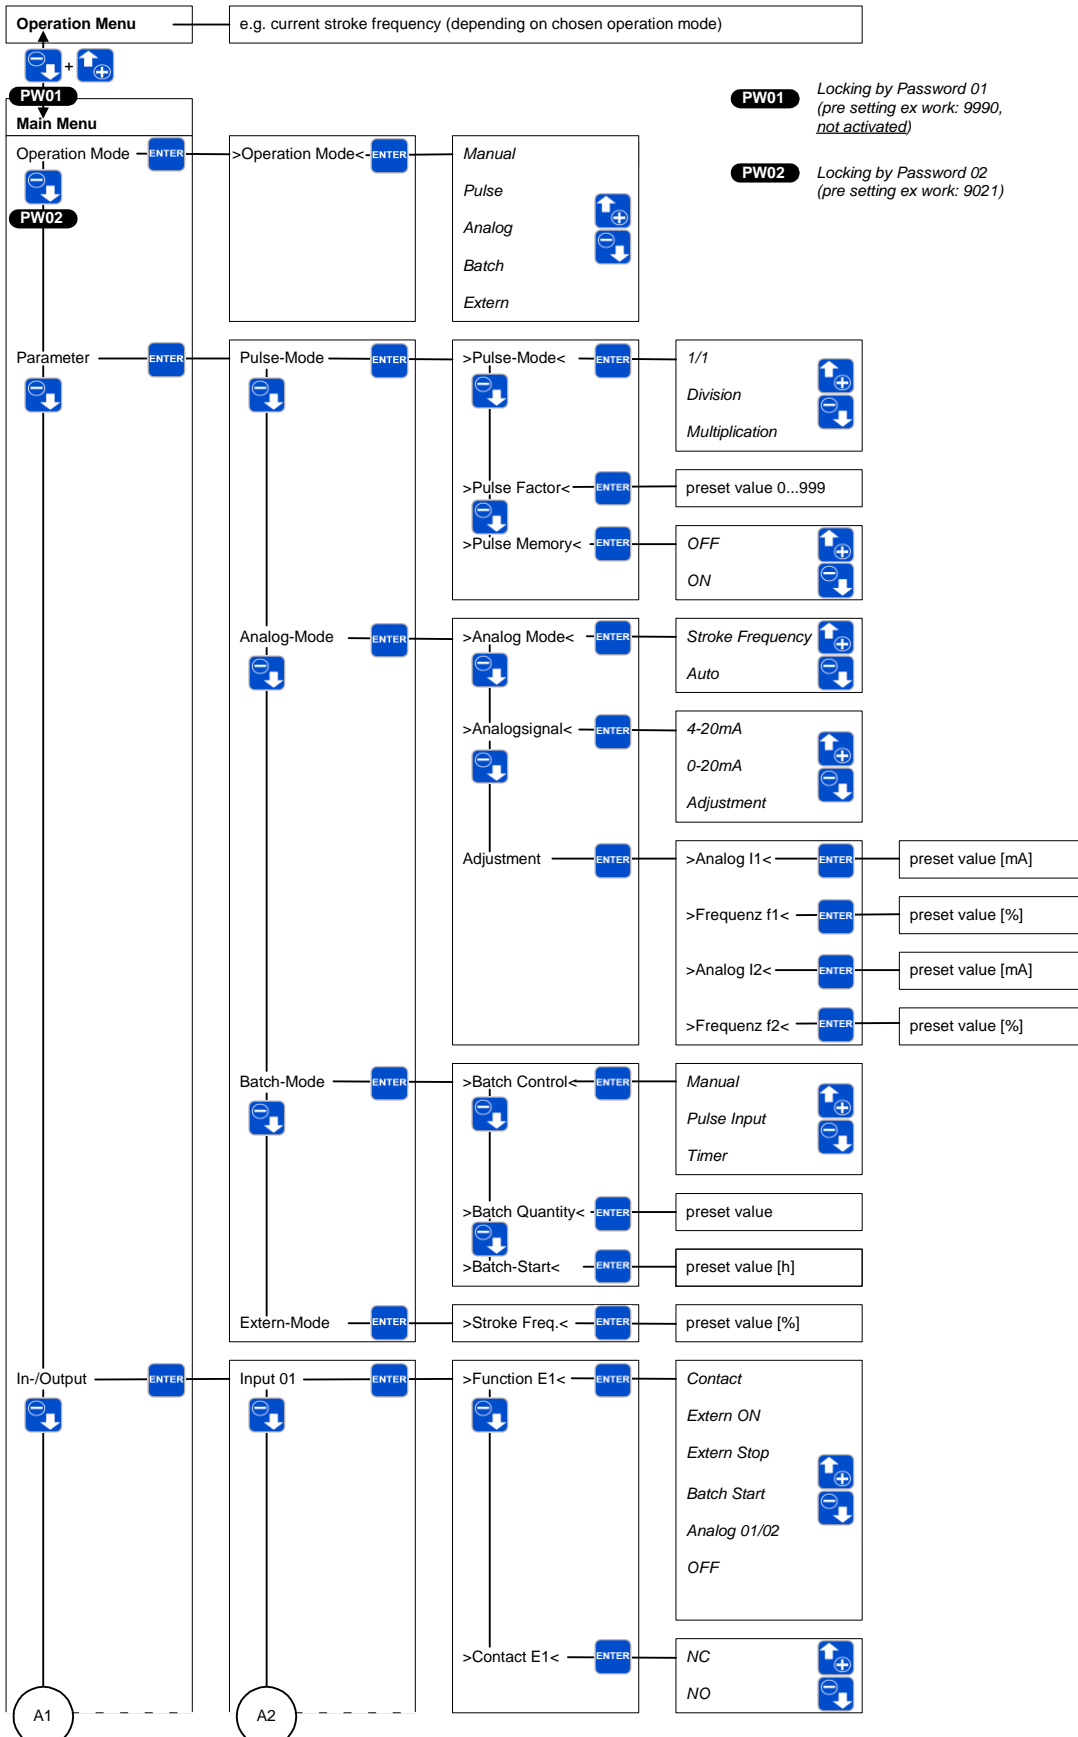 Operation Menu
e.g. current stroke frequency (depending on chosen operation mode)
+
PW01
Main Menu
PW01
Locking by Password 01
(pre setting ex work: 9990,
not activated)
PW02
Locking by Password 02
(pre setting ex work: 9021)
Operation Mode ENTER >Operation Mode< ENTER Manual
Pulse
Analog
Batch
Extern
PW02
Parameter ENTER Pulse-Mode ENTER >Pulse-Mode< ENTER 1/1
Division
Multiplication
>Pulse Factor< ENTER preset value 0...999
>Pulse Memory< ENTER OFF
ON
Analog-Mode ENTER >Analog Mode< ENTER Stroke Frequency
Auto
>Analogsignal< ENTER 4-20mA
0-20mA
Adjustment
Adjustment ENTER >Analog I1< ENTER preset value [mA]
>Frequenz f1< ENTER preset value [%]
>Analog I2< ENTER preset value [mA]
>Frequenz f2< ENTER preset value [%]
Batch-Mode ENTER >Batch Control< ENTER Manual
Pulse Input
Timer
>Batch Quantity< ENTER preset value
>Batch-Start< ENTER preset value [h]
Extern-Mode ENTER >Stroke Freq.< ENTER preset value [%]
In-/Output ENTER Input 01 ENTER >Function E1< ENTER Contact
Extern ON
Extern Stop
Batch Start
Analog 01/02
OFF
>Contact E1< ENTER NC
NO
A1 A2